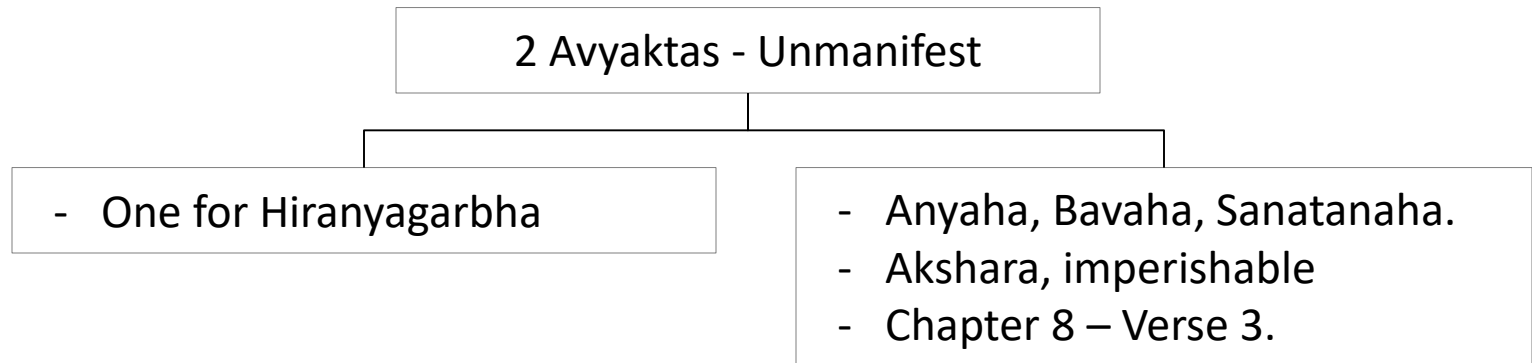 2 Avyaktas - Unmanifest
- One for Hiranyagarbha
- Anyaha, Bavaha, Sanatanaha.
- Akshara, imperishable
- Chapter 8 – Verse 3.